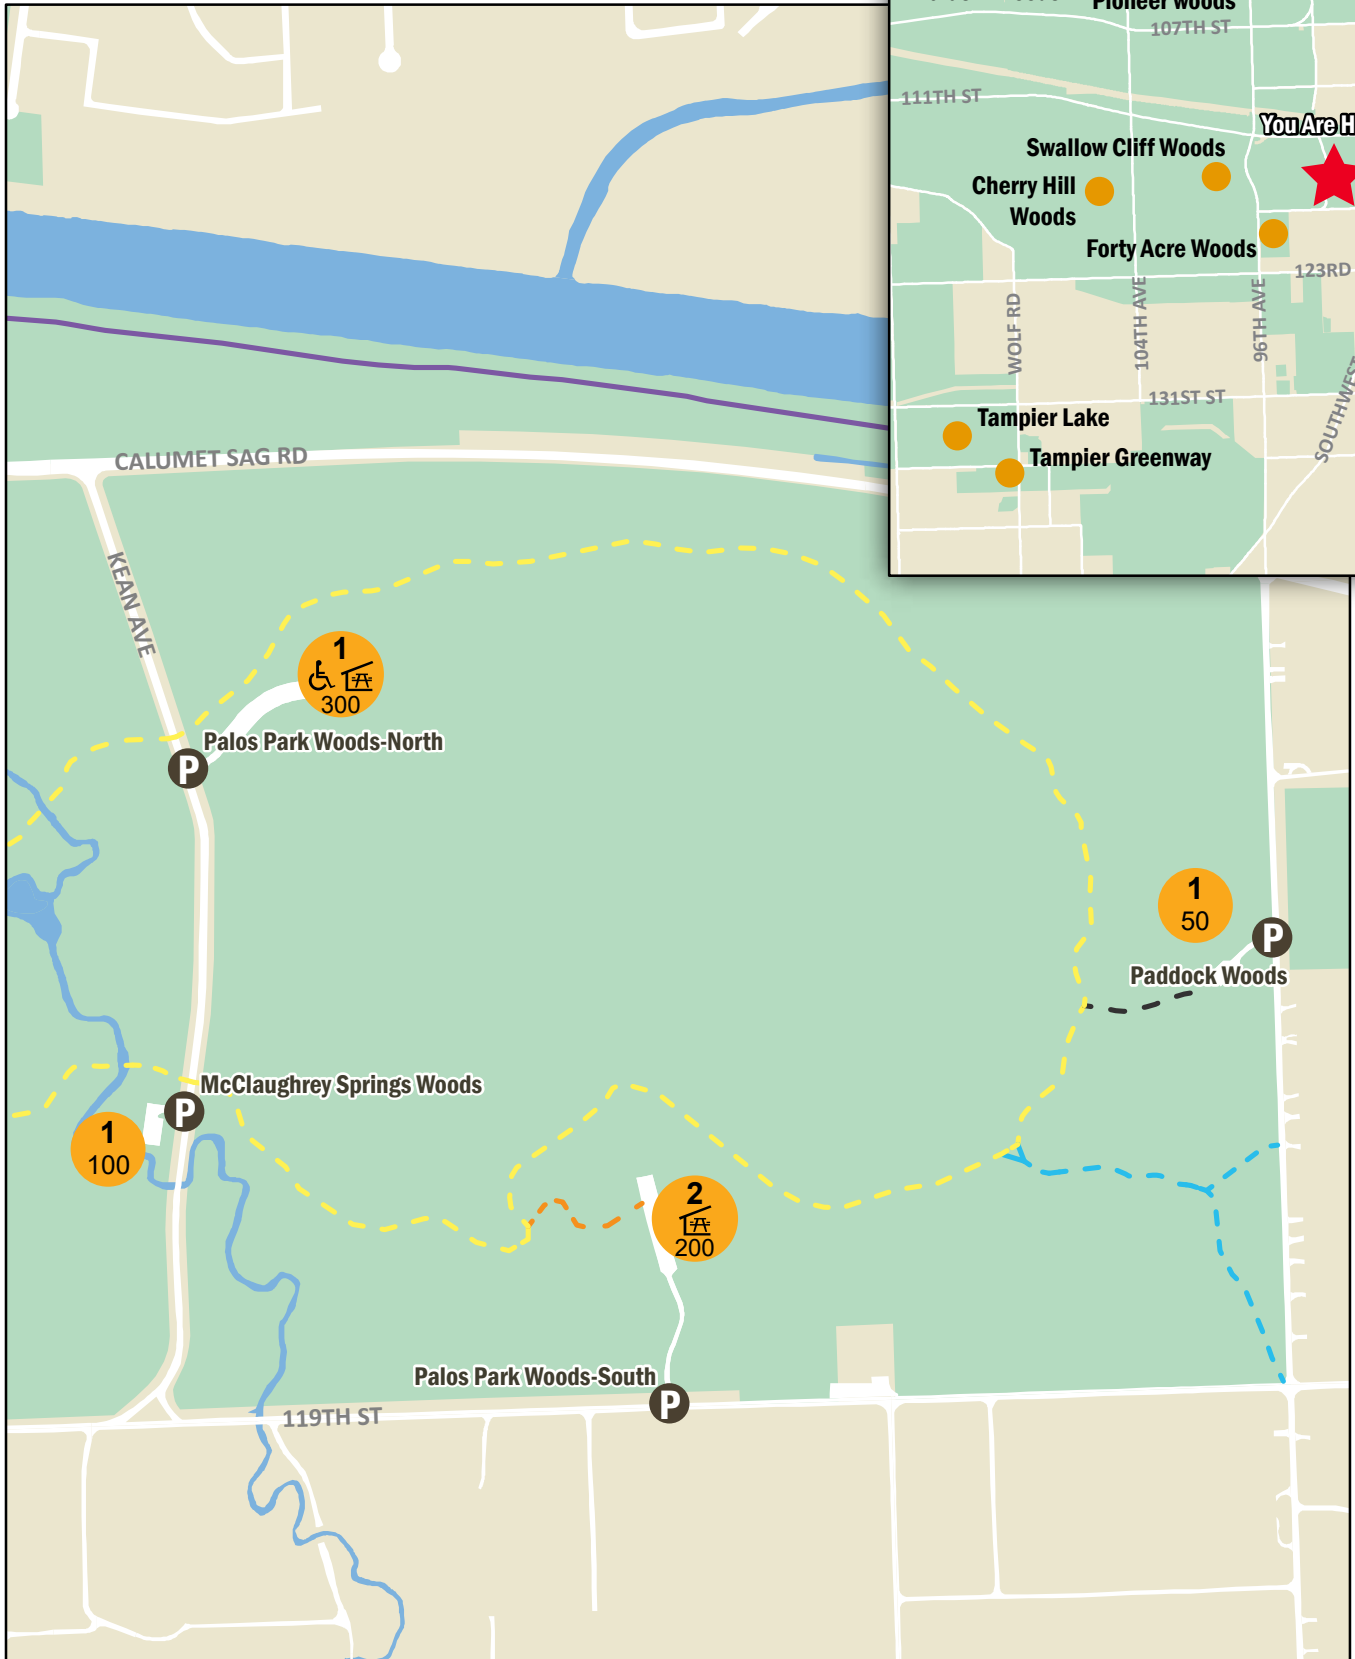 Pioneer Woods
107TH ST
111TH ST
You Are H
Swallow Cliff Woods
Cherry Hill
Woods
Forty Acre Woods
123RD
WOLF RD
104TH AVE
96TH AVE
131ST ST
SOUTHWEST
Tampier Lake
Tampier Greenway
CALUMET SAG RD
KEAN AVE
1
300
Palos Park Woods-North
P
1
50
P
Paddock Woods
McClaughrey Springs Woods
P
1
100
2
200
Palos Park Woods-South
P
119TH ST